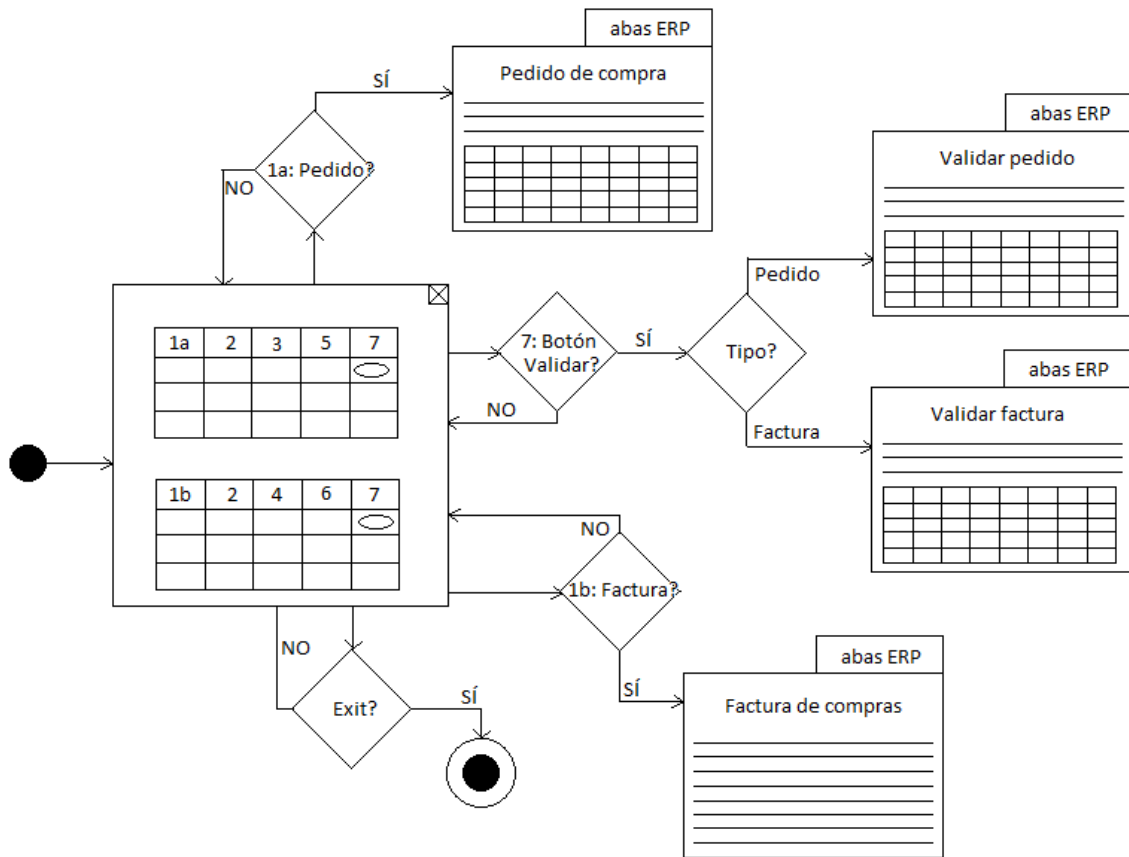 abas ERP
Pedido de compra
SÍ
1a: Pedido?
NO
abas ERP
Validar pedido
Pedido
7: Botón
Validar?
SÍ
Tipo?
NO
Factura
abas ERP
Validar factura
1a 2 3 5 7
1b 2 4 6 7
NO
1b: Factura?
SÍ
abas ERP
Factura de compras
NO
Exit?
SÍ